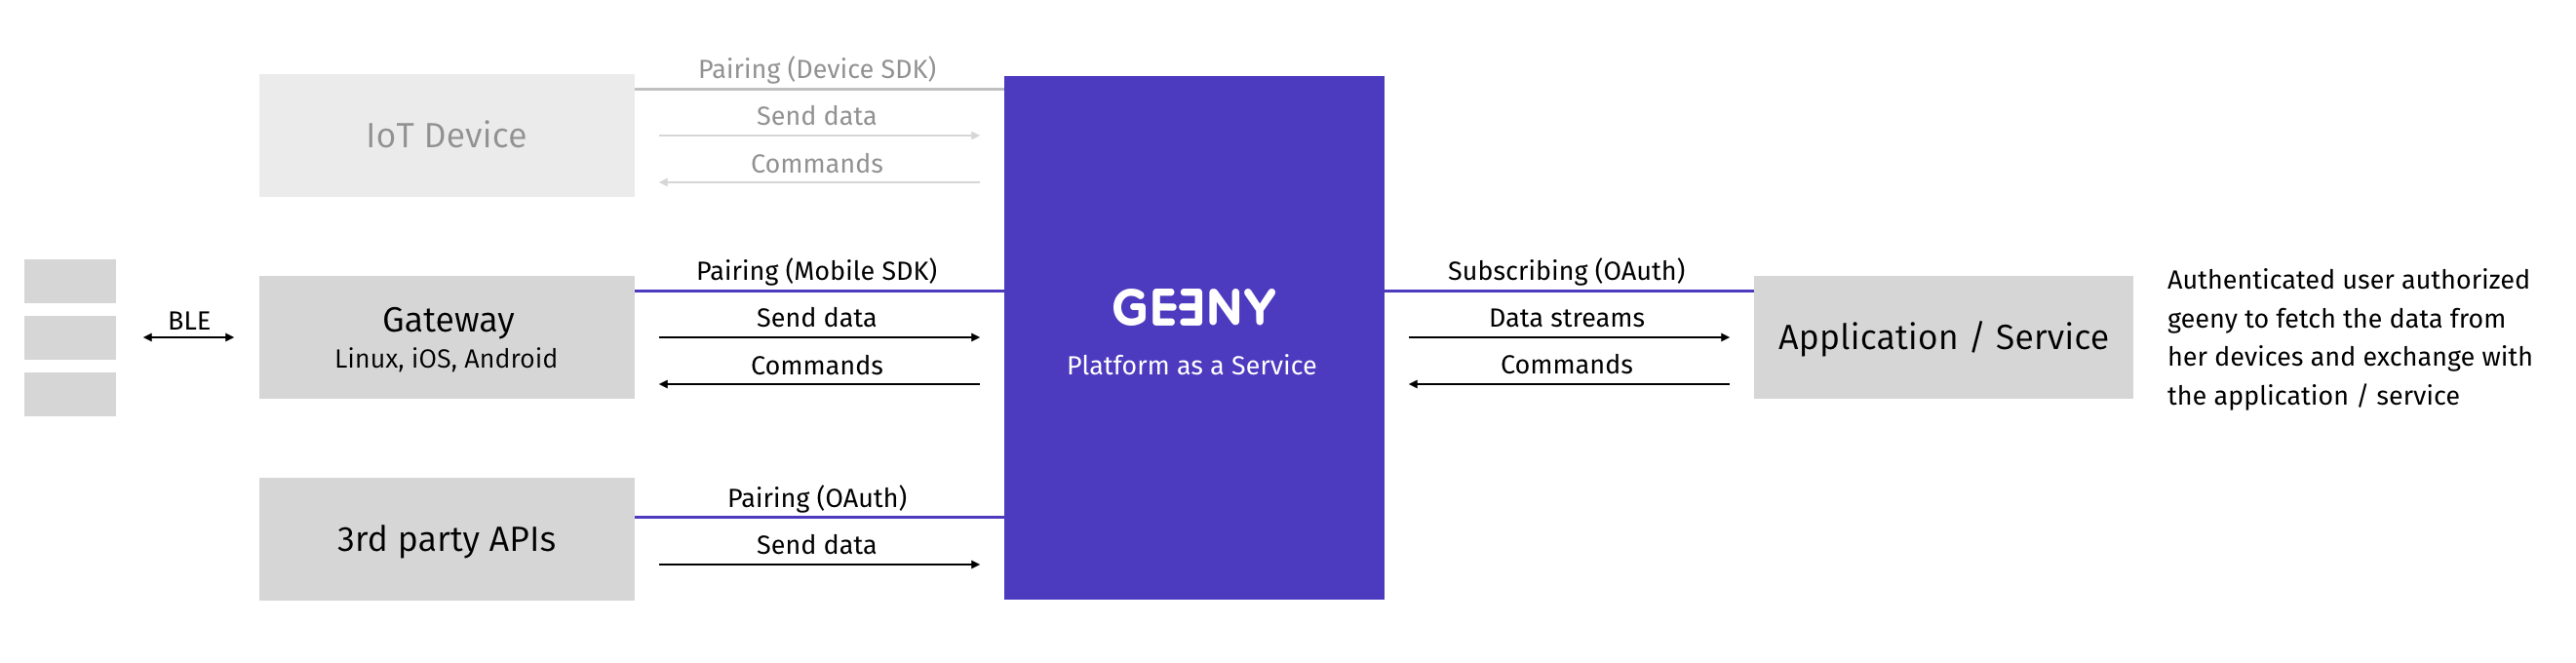 Pairing (Device SDK)
IoT Device
Send data
Commands
BLE
Gateway
Linux, iOS, Android
Pairing (Mobile SDK)
Send data
Commands
3rd party APIs
Pairing (OAuth)
Send data
GEENY
Platform as a Service
Subscribing (OAuth)
Data streams
Commands
Application / Service
Authenticated user authorized
geeny to fetch the data from
her devices and exchange with
the application / service